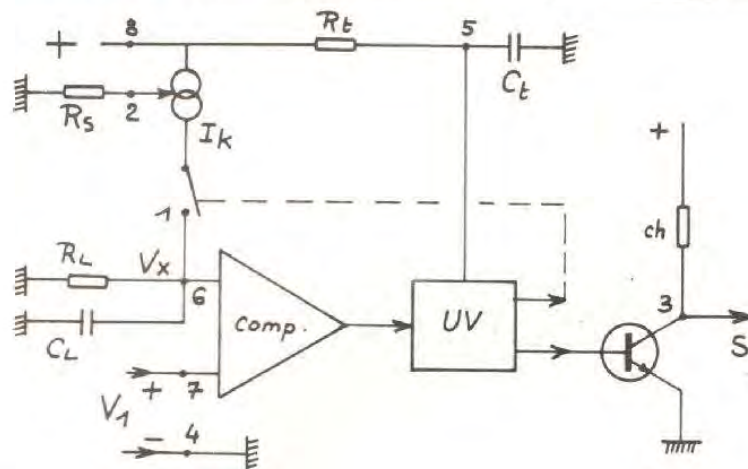 + 8 Rt 5 Ct
Rs 2 Ik
+
1
ch
RL Vx 6
Comp.
UV
3
S
CL
+ 7
V1
- 4